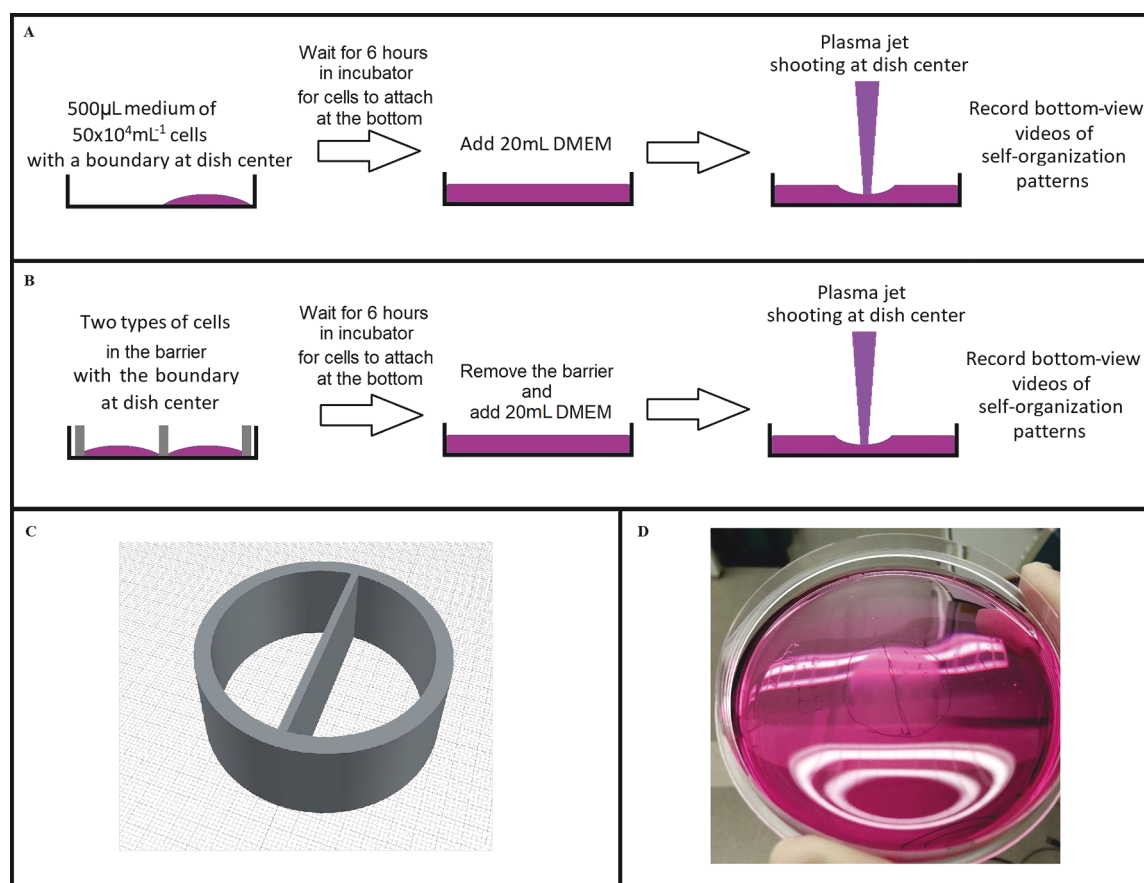 A
500µL medium of
50x10⁴mL⁻¹ cells
with a boundary at dish center
Wait for 6 hours
in incubator
for cells to attach
at the bottom
Add 20mL DMEM
Plasma jet
shooting at dish center
Record bottom-view
videos of
self-organization
patterns
B
Two types of cells
in the barrier
with the boundary
at dish center
Wait for 6 hours
in incubator
for cells to attach
at the bottom
Remove the barrier
and
add 20mL DMEM
Plasma jet
shooting at dish center
Record bottom-view
videos of
self-organization
patterns
C
D